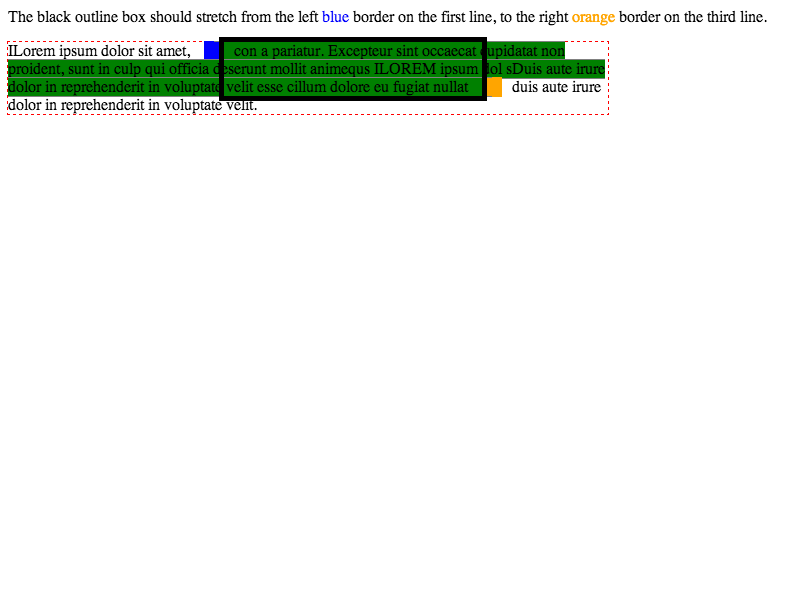 The black outline box should stretch from the left blue border on the first line, to the right orange border on the third line.
ILorem ipsum dolor sit amet, con a pariatur. Excepteur sint occaecat cupidatat non
proident, sunt in culp qui officia deserunt mollit animequs ILOREM ipsum dol sDuis aute irure
dolor in reprehenderit in voluptate velit esse cillum dolore eu fugiat nullat duis aute irure
dolor in reprehenderit in voluptate velit.